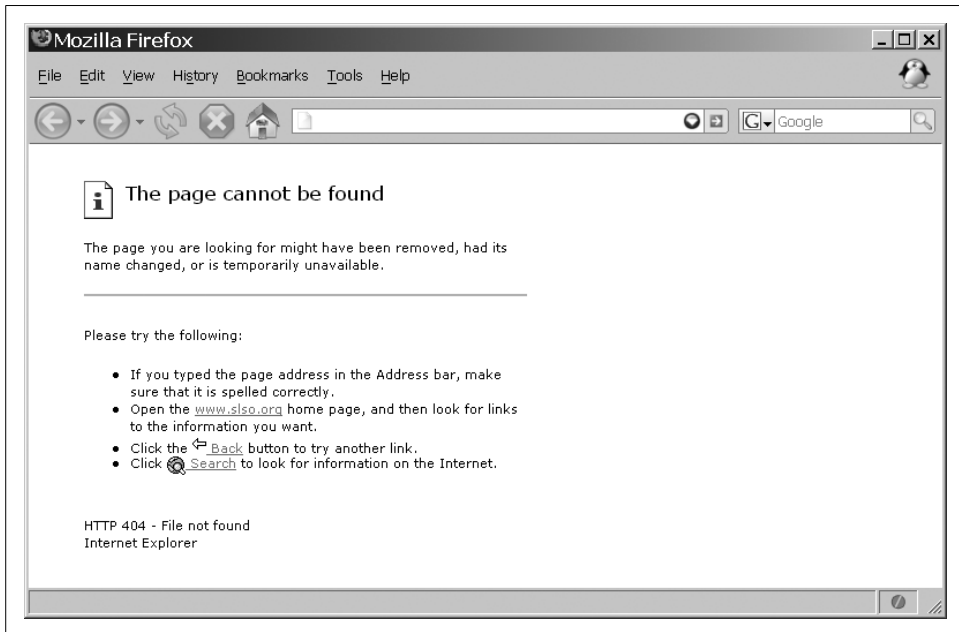 Mozilla Firefox
File Edit View History Bookmarks Tools Help
G Google
i The page cannot be found
The page you are looking for might have been removed, had its
name changed, or is temporarily unavailable.
Please try the following:
• If you typed the page address in the Address bar, make
sure that it is spelled correctly.
• Open the www.slso.org home page, and then look for links
to the information you want.
• Click the Back button to try another link.
• Click Search to look for information on the Internet.
HTTP 404 - File not found
Internet Explorer